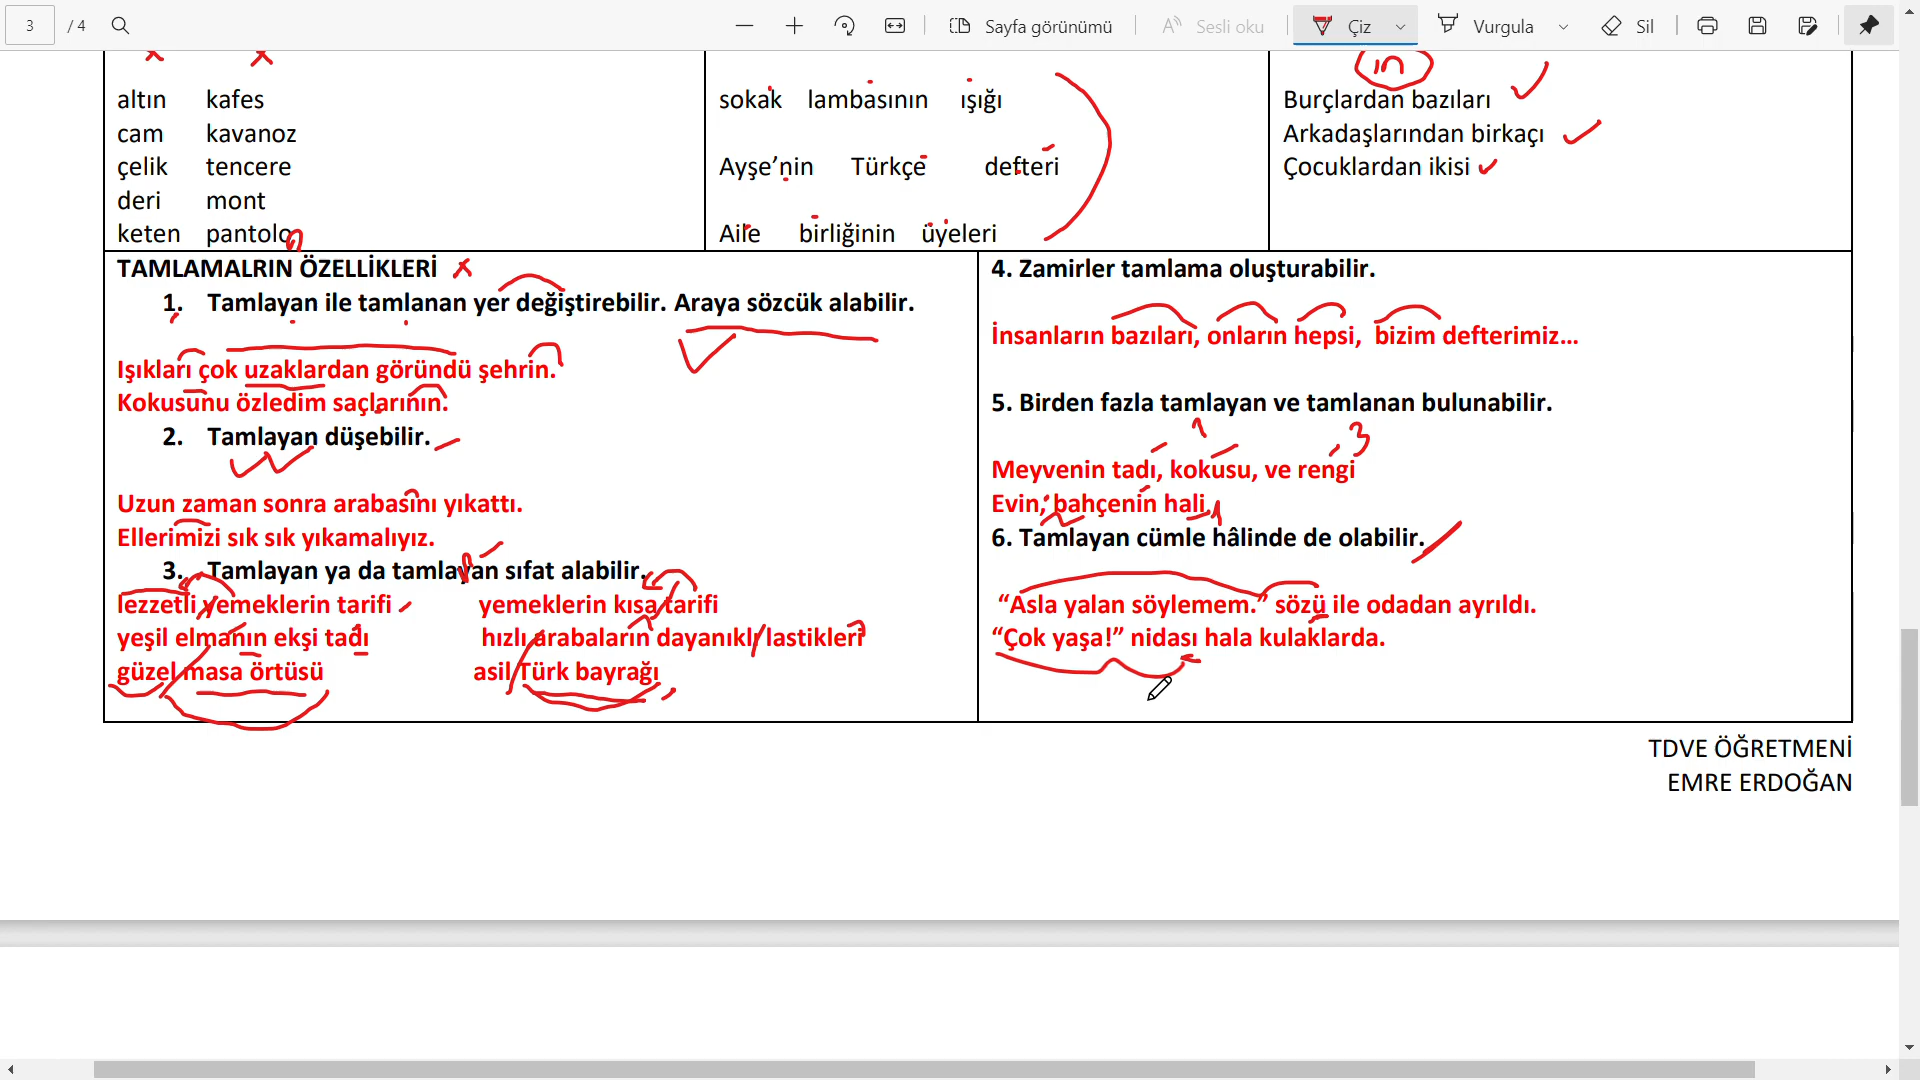 3 / 4 Sayfa görünümü Sesli oku Çiz Vurgula Sil
x x
altın kafes
cam kavanoz
çelik tencere
deri mont
keten pantolo
sokak lambasının ışığı
Ayşe’nin Türkçe defteri
Aile birliğinin üyeleri
in
Burçlardan bazıları
Arkadaşlarından birkaçı
Çocuklardan ikisi
TAMLAMALRIN ÖZELLİKLERİ x
1. Tamlayan ile tamlanan yer değiştirebilir. Araya sözcük alabilir.
Işıkları çok uzaklardan göründü şehrin.
Kokusunu özledim saçlarının.
2. Tamlayan düşebilir.
Uzun zaman sonra arabasını yıkattı.
Ellerimizi sık sık yıkamalıyız.
3. Tamlayan ya da tamlayan sıfat alabilir.
lezzetli yemeklerin tarifi yemeklerin kısa tarifi
yeşil elmanın ekşi tadı hızlı arabaların dayanıklı lastikleri
güzel masa örtüsü asil Türk bayrağı
4. Zamirler tamlama oluşturabilir.
İnsanların bazıları, onların hepsi, bizim defterimiz...
5. Birden fazla tamlayan ve tamlanan bulunabilir.
1 3
Meyvenin tadı, kokusu, ve rengi
Evin, bahçenin hali 1
6. Tamlayan cümle hâlinde de olabilir.
“Asla yalan söylemem.” sözü ile odadan ayrıldı.
“Çok yaşa!” nidası hala kulaklarda.
TDVE ÖĞRETMENİ
EMRE ERDOĞAN